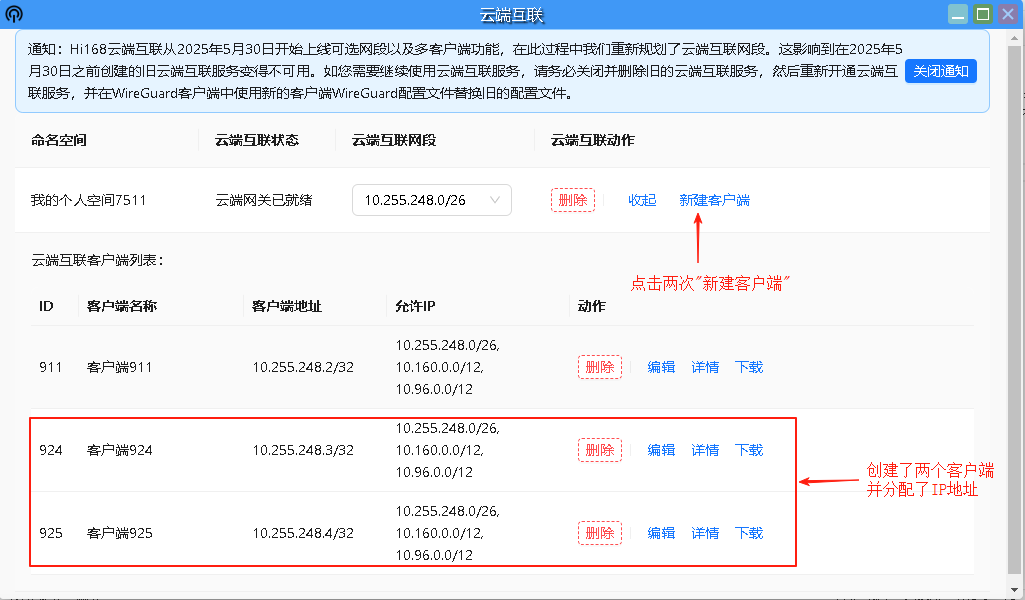 云端互联
通知：Hi168云端互联从2025年5月30日开始上线可选网段以及多客户端功能，在此过程中我们重新规划了云端互联网段。这影响到在2025年5
月30日之前创建的旧云端互联服务变得不可用。如您需要继续使用云端互联服务，请务必关闭并删除旧的云端互联服务，然后重新开通云端互
联服务，并在WireGuard客户端中使用新的客户端WireGuard配置文件替换旧的配置文件。
关闭通知
命名空间 云端互联状态 云端互联网段 云端互联动作
我的个人空间7511 云端网关已就绪 10.255.248.0/26 删除 收起 新建客户端
云端互联客户端列表：
点击两次"新建客户端"
ID 客户端名称 客户端地址 允许IP 动作
10.255.248.0/26,
911 客户端911 10.255.248.2/32 10.160.0.0/12, 删除 编辑 详情 下载
10.96.0.0/12
10.255.248.0/26,
924 客户端924 10.255.248.3/32 10.160.0.0/12, 删除 编辑 详情 下载
10.96.0.0/12
创建了两个客户端
并分配了IP地址
10.255.248.0/26,
925 客户端925 10.255.248.4/32 10.160.0.0/12, 删除 编辑 详情 下载
10.96.0.0/12